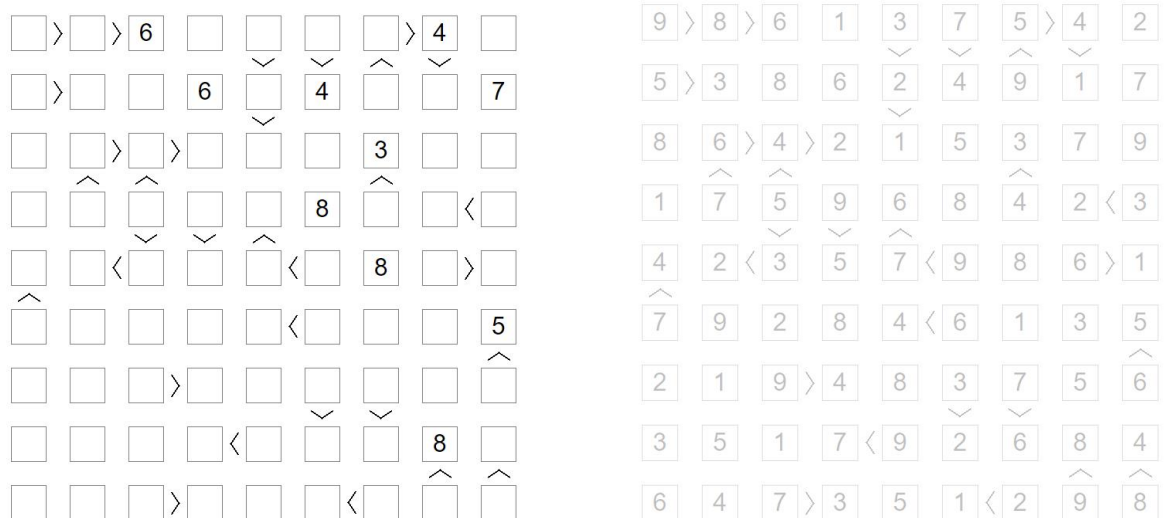 > > 6 > 4
∨ ∨ ∧ ∨
> 6 4 7
∨
> > 3
∧ ∧ ∧
8 <
∨ ∨ ∧
< < 8 >
∧
< 5
∧
>
∨ ∨
< 8
∧ ∧
> <
9 > 8 > 6 1 3 7 5 > 4 2
∨ ∨ ∧ ∨
5 > 3 8 6 2 4 9 1 7
∨
8 6 > 4 > 2 1 5 3 7 9
∧ ∧ ∧
1 7 5 9 6 8 4 2 < 3
∨ ∨ ∧
4 2 < 3 5 7 < 9 8 6 > 1
∧
7 9 2 8 4 < 6 1 3 5
∧
2 1 9 > 4 8 3 7 5 6
∨ ∨
3 5 1 7 < 9 2 6 8 4
∧ ∧
6 4 7 > 3 5 1 < 2 9 8